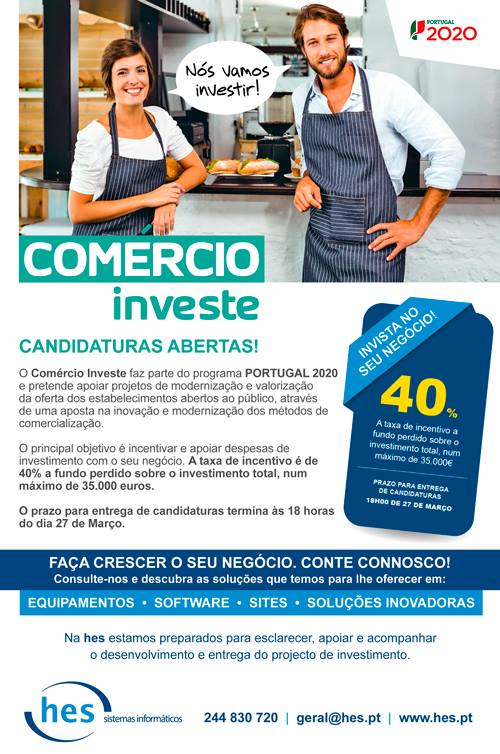 PORTUGAL
2020
Nós vamos
investir!
COMÉRCIO
investe
CANDIDATURAS ABERTAS!
O Comércio Investe faz parte do programa PORTUGAL 2020
e pretende apoiar projetos de modernização e valorização
da oferta dos estabelecimentos abertos ao público, através
de uma aposta na inovação e modernização dos métodos de
comercialização.
O principal objetivo é incentivar e apoiar despesas de
investimento com o seu negócio. A taxa de incentivo é de
40% a fundo perdido sobre o investimento total, num
máximo de 35.000 euros.
O prazo para entrega de candidaturas termina às 18 horas
do dia 27 de Março.
INVISTA NO
SEU NEGÓCIO!
40%
A taxa de incentivo a
fundo perdido sobre o
investimento total, num
máximo de 35.000€
PRAZO PARA ENTREGA
DE CANDIDATURAS
18H00 DE 27 DE MARÇO
FAÇA CRESCER O SEU NEGÓCIO. CONTE CONNOSCO!
Consulte-nos e descubra as soluções que temos para lhe oferecer em:
EQUIPAMENTOS • SOFTWARE • SITES • SOLUÇÕES INOVADORAS
Na hes estamos preparados para esclarecer, apoiar e acompanhar
o desenvolvimento e entrega do projecto de investimento.
hes sistemas informáticos
244 830 720 | geral@hes.pt | www.hes.pt